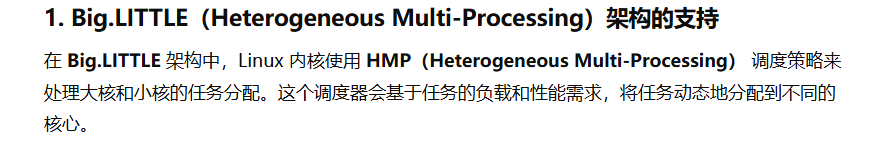 1. Big.LITTLE（Heterogeneous Multi-Processing）架构的支持
在 Big.LITTLE 架构中，Linux 内核使用 HMP（Heterogeneous Multi-Processing） 调度策略来
处理大核和小核的任务分配。这个调度器会基于任务的负载和性能需求，将任务动态地分配到不同的
核心。